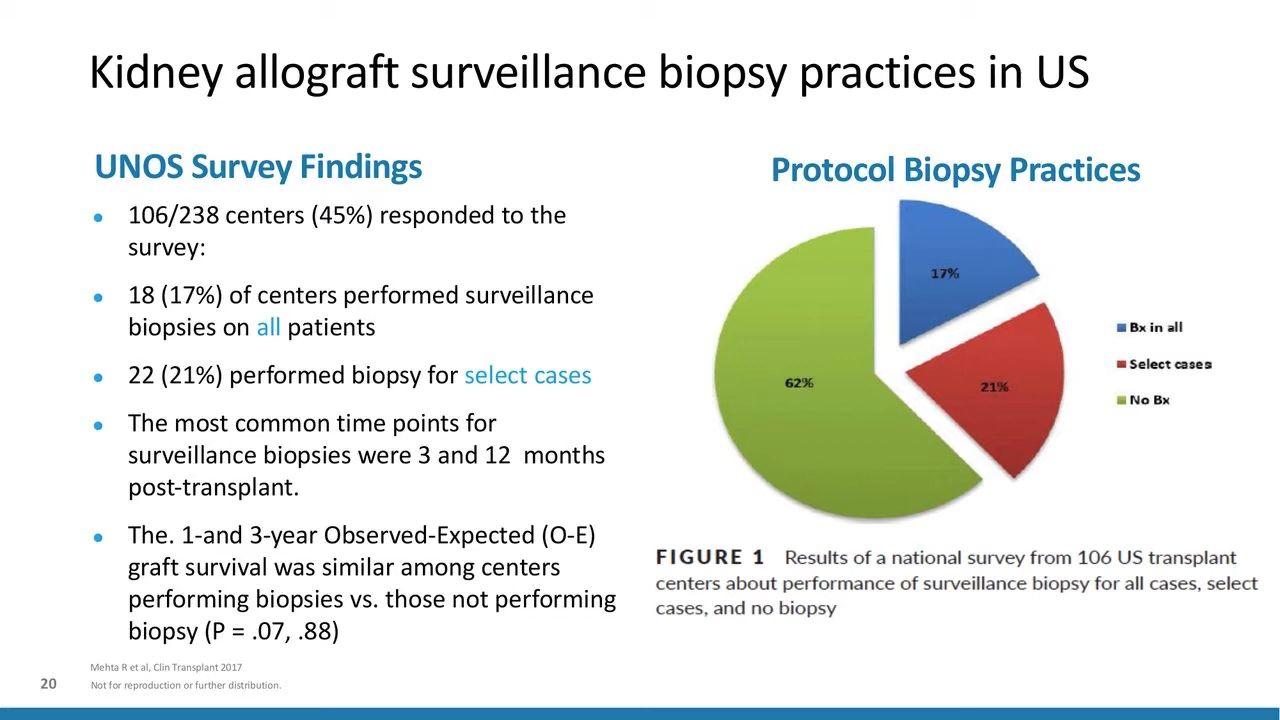 Kidney allograft surveillance biopsy practices in US
UNOS Survey Findings
● 106/238 centers (45%) responded to the
survey:
● 18 (17%) of centers performed surveillance
biopsies on all patients
● 22 (21%) performed biopsy for select cases
● The most common time points for
surveillance biopsies were 3 and 12 months
post-transplant.
● The. 1-and 3-year Observed-Expected (O-E)
graft survival was similar among centers
performing biopsies vs. those not performing
biopsy (P = .07, .88)
Protocol Biopsy Practices
17%
21%
62%
Bx in all
Select cases
No Bx
FIGURE 1 Results of a national survey from 106 US transplant
centers about performance of surveillance biopsy for all cases, select
cases, and no biopsy
Mehta R et al, Clin Transplant 2017
20 Not for reproduction or further distribution.